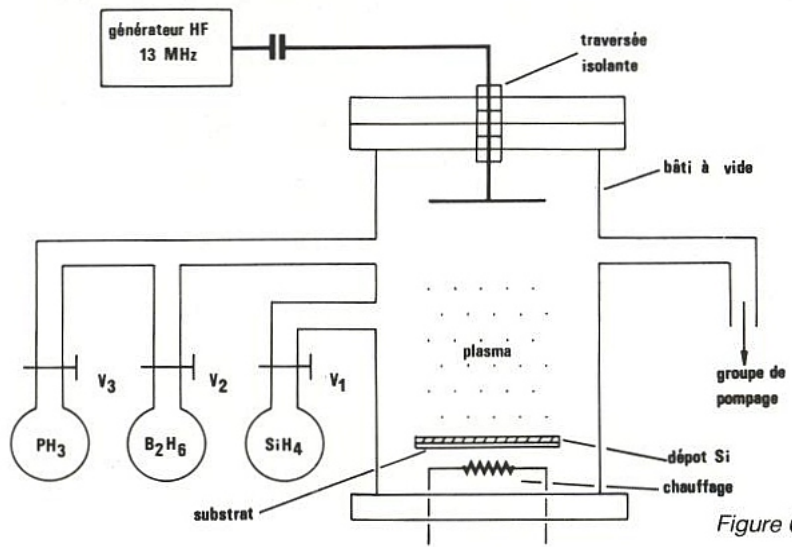 générateur HF
13 MHz
traversée
isolante
bâti à vide
plasma
groupe de
pompage
V₃
V₂
V₁
PH₃
B₂H₆
SiH₄
dépot Si
chauffage
substrat
Figure